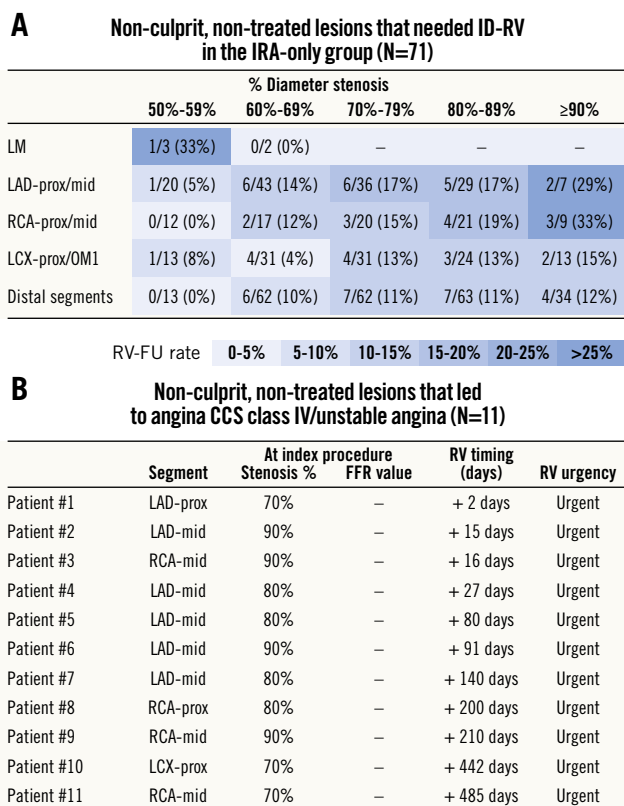 A
Non-culprit, non-treated lesions that needed ID-RV
in the IRA-only group (N=71)
% Diameter stenosis
50%-59% 60%-69% 70%-79% 80%-89% ≥90%
LM 1/3 (33%) 0/2 (0%) – – –
LAD-prox/mid 1/20 (5%) 6/43 (14%) 6/36 (17%) 5/29 (17%) 2/7 (29%)
RCA-prox/mid 0/12 (0%) 2/17 (12%) 3/20 (15%) 4/21 (19%) 3/9 (33%)
LCX-prox/OM1 1/13 (8%) 4/31 (4%) 4/31 (13%) 3/24 (13%) 2/13 (15%)
Distal segments 0/13 (0%) 6/62 (10%) 7/62 (11%) 7/63 (11%) 4/34 (12%)
RV-FU rate 0-5% 5-10% 10-15% 15-20% 20-25% >25%
B
Non-culprit, non-treated lesions that led
to angina CCS class IV/unstable angina (N=11)
At index procedure RV timing
Segment Stenosis % FFR value (days) RV urgency
Patient #1 LAD-prox 70% – + 2 days Urgent
Patient #2 LAD-mid 90% – + 15 days Urgent
Patient #3 RCA-mid 90% – + 16 days Urgent
Patient #4 LAD-mid 80% – + 27 days Urgent
Patient #5 LAD-mid 80% – + 80 days Urgent
Patient #6 LAD-mid 90% – + 91 days Urgent
Patient #7 LAD-mid 80% – + 140 days Urgent
Patient #8 RCA-prox 80% – + 200 days Urgent
Patient #9 RCA-mid 90% – + 210 days Urgent
Patient #10 LCX-prox 70% – + 442 days Urgent
Patient #11 RCA-mid 70% – + 485 days Urgent